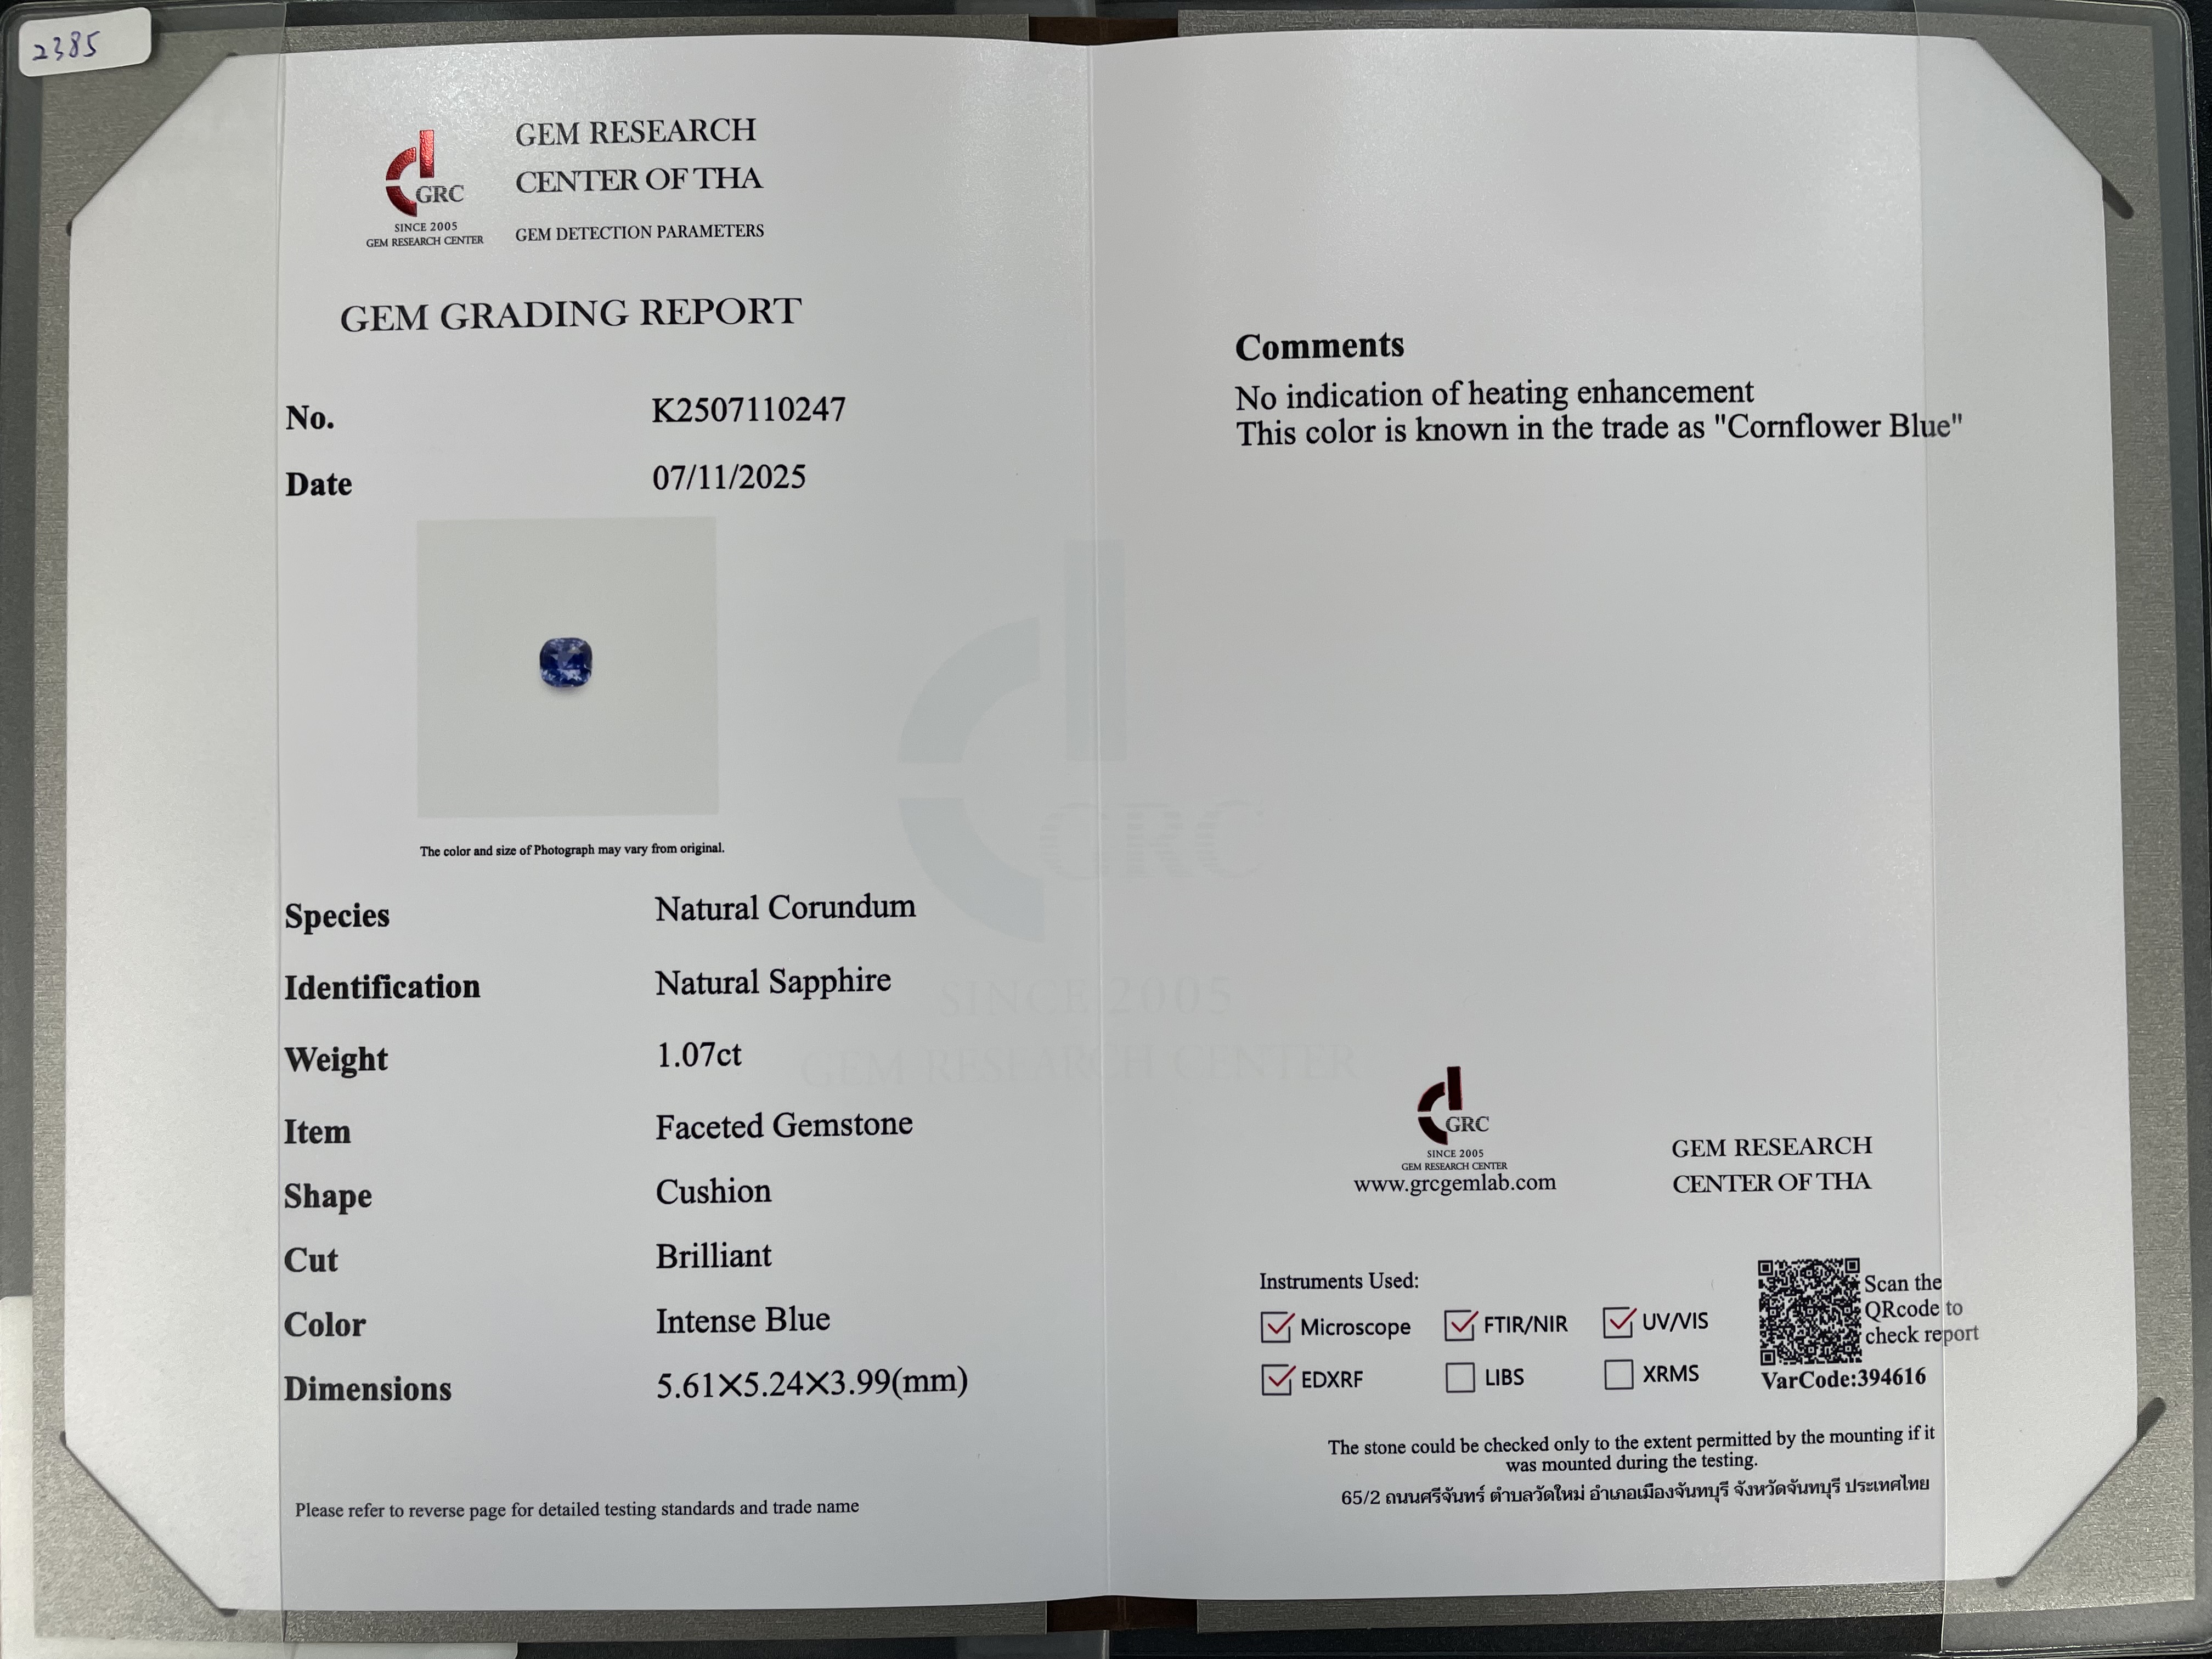 2385
GRC
SINCE 2005
GEM RESEARCH CENTER
GEM RESEARCH
CENTER OF THA
GEM DETECTION PARAMETERS
GEM GRADING REPORT
No. K2507110247
Date 07/11/2025
The color and size of Photograph may vary from original.
Species Natural Corundum
Identification Natural Sapphire
Weight 1.07ct
Item Faceted Gemstone
Shape Cushion
Cut Brilliant
Color Intense Blue
Dimensions 5.61×5.24×3.99(mm)
Please refer to reverse page for detailed testing standards and trade name
GRC
SINCE 2005
GEM RESEARCH CENTER
Comments
No indication of heating enhancement
This color is known in the trade as "Cornflower Blue"
GRC
SINCE 2005
GEM RESEARCH CENTER
www.grcgemlab.com
GEM RESEARCH
CENTER OF THA
Instruments Used:
Microscope FTIR/NIR UV/VIS
EDXRF LIBS XRMS
Scan the
QRcode to
check report
VarCode:394616
The stone could be checked only to the extent permitted by the mounting if it
was mounted during the testing.
65/2 ถนนศรีจันทร์ ตำบลวัดใหม่ อำเภอเมืองจันทบุรี จังหวัดจันทบุรี ประเทศไทย